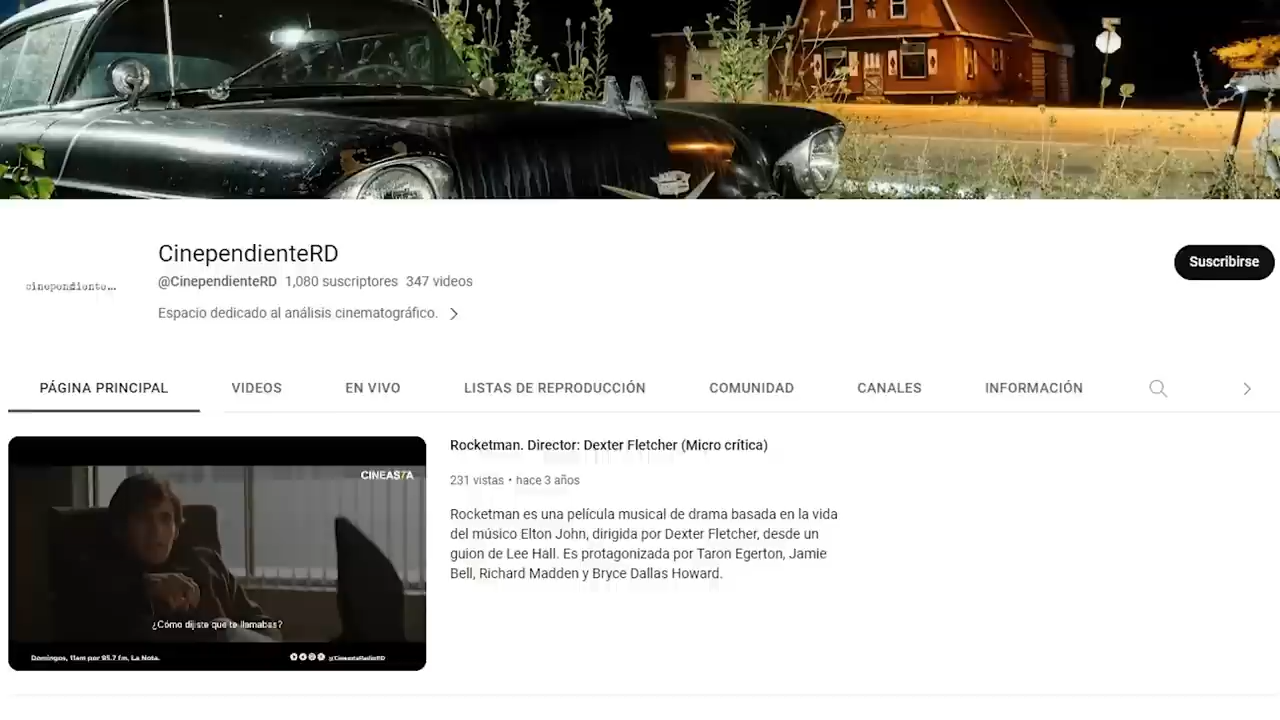 CinependienteRD
@CinependienteRD 1,080 suscriptores 347 videos
cinependiente...
Espacio dedicado al análisis cinematográfico.
Suscribirse
PÁGINA PRINCIPAL VIDEOS EN VIVO LISTAS DE REPRODUCCIÓN COMUNIDAD CANALES INFORMACIÓN
Rocketman. Director: Dexter Fletcher (Micro crítica)
231 vistas • hace 3 años
Rocketman es una película musical de drama basada en la vida
del músico Elton John, dirigida por Dexter Fletcher, desde un
guion de Lee Hall. Es protagonizada por Taron Egerton, Jamie
Bell, Richard Madden y Bryce Dallas Howard.
CINEAS7A
¿Cómo dijiste que te llamabas?
Domingos, 11am por 95.7 fm, La Nota.
@CineastaRadioRD